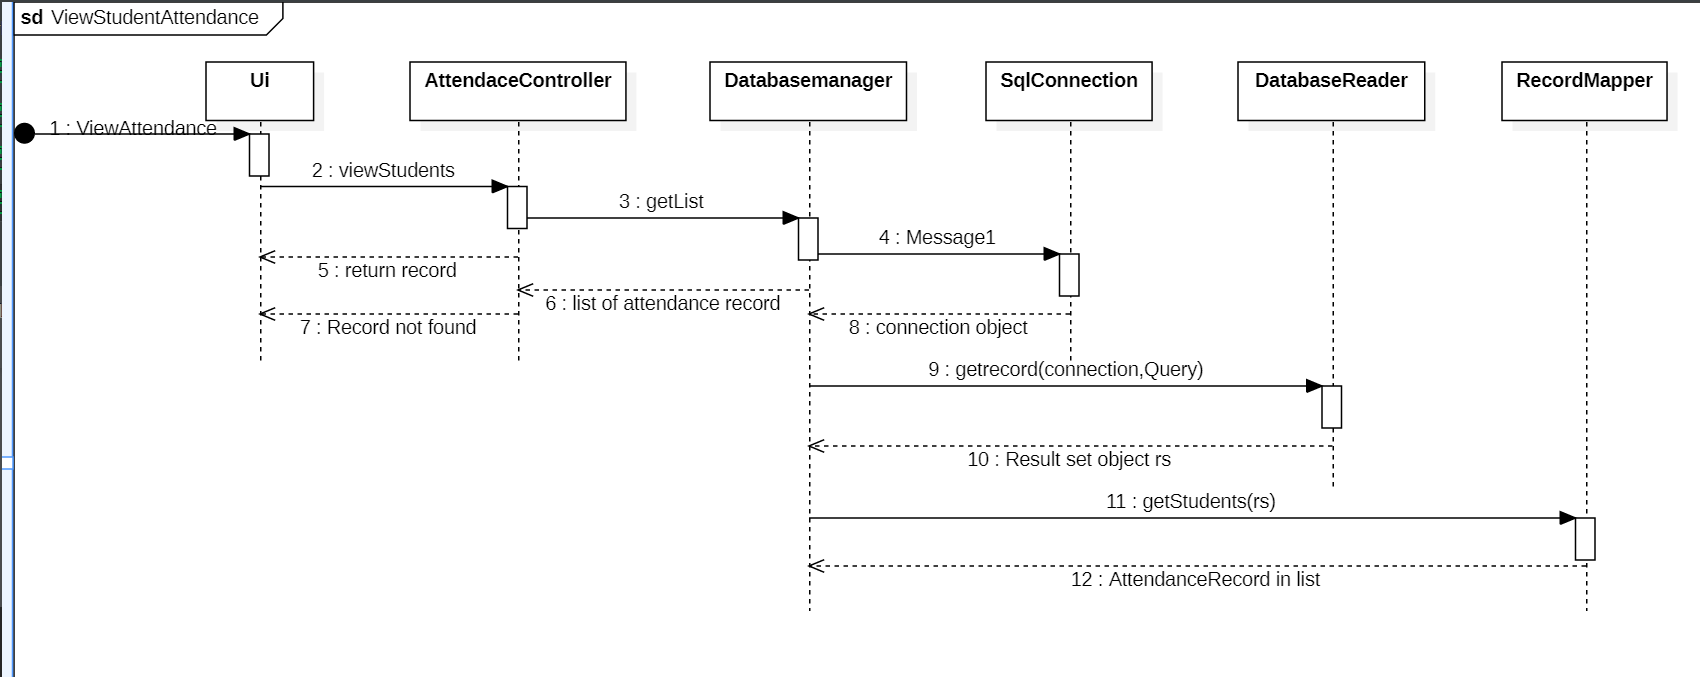 sd ViewStudentAttendance
Ui
AttendaceController
Databasemanager
SqlConnection
DatabaseReader
RecordMapper
1 : ViewAttendance
2 : viewStudents
3 : getList
4 : Message1
5 : return record
6 : list of attendance record
7 : Record not found
8 : connection object
9 : getrecord(connection,Query)
10 : Result set object rs
11 : getStudents(rs)
12 : AttendanceRecord in list